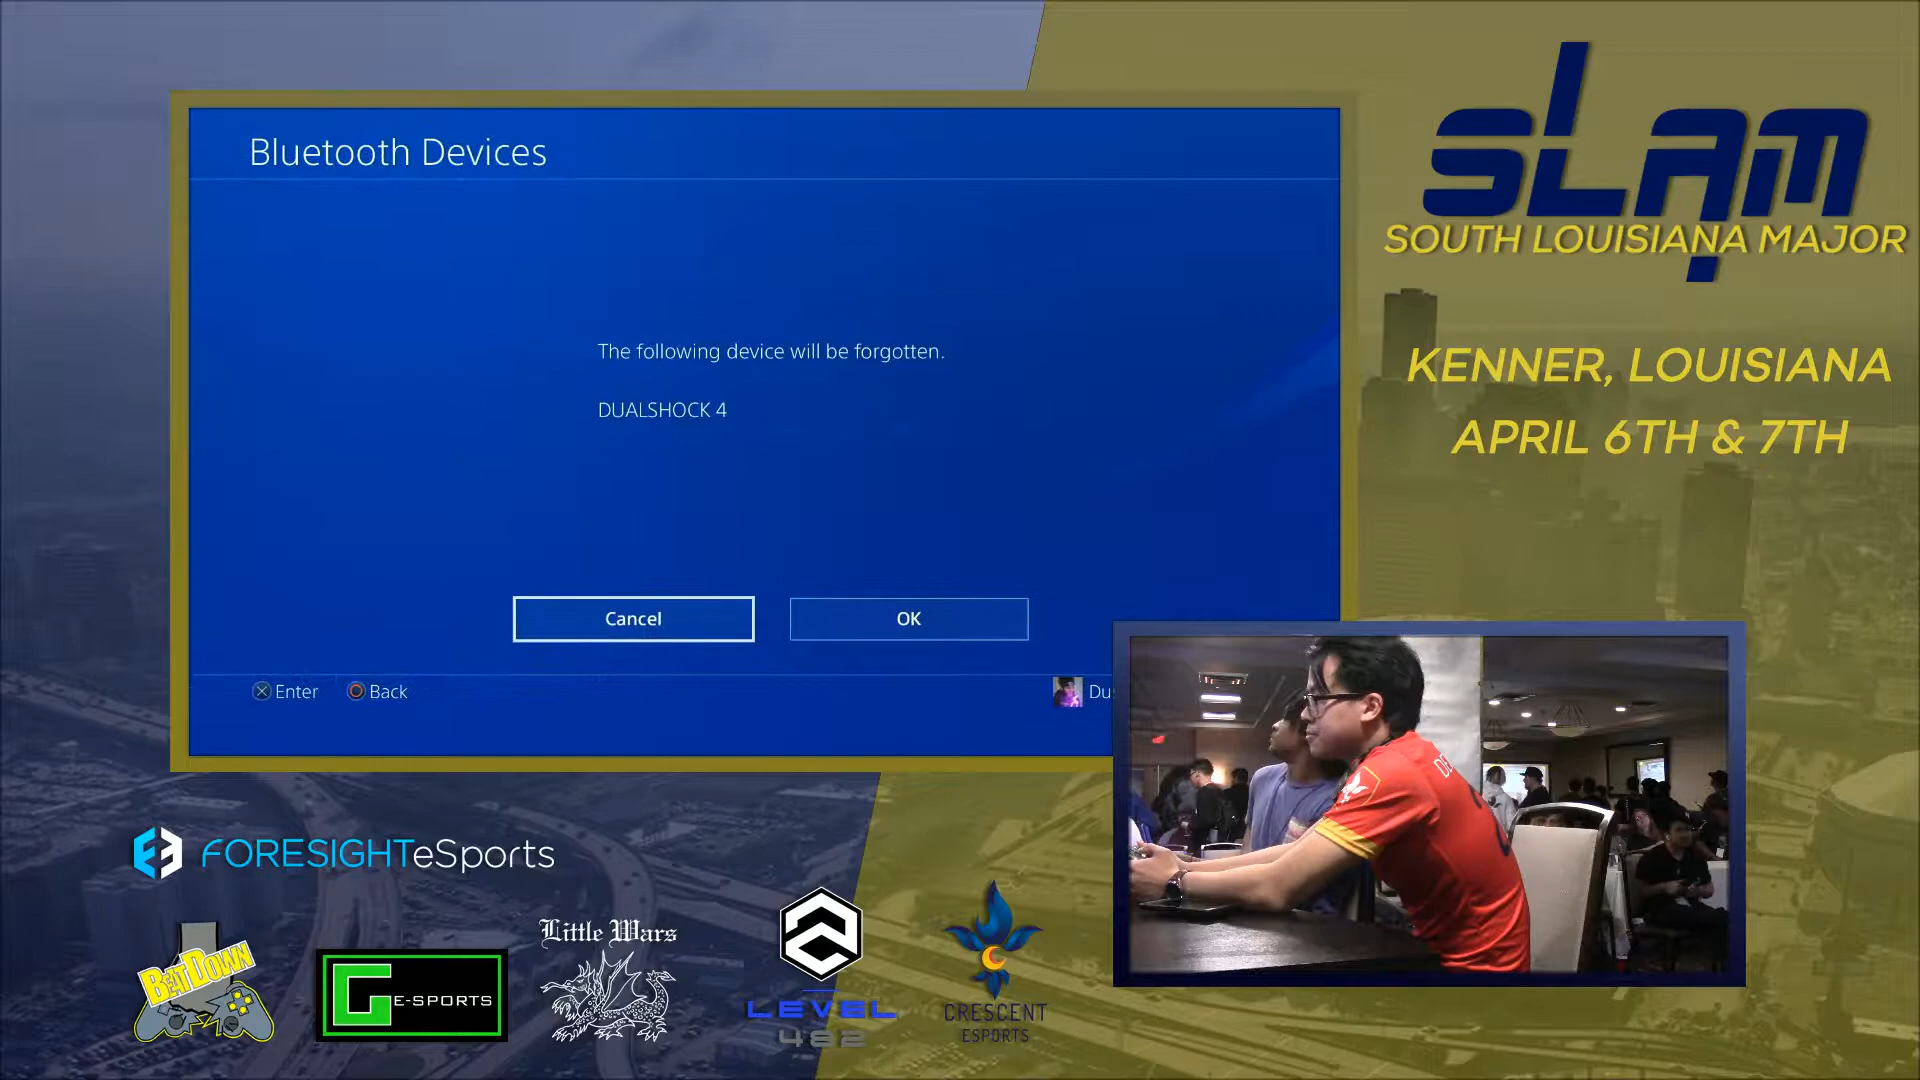 Bluetooth Devices
The following device will be forgotten.
DUALSHOCK 4
Cancel
OK
Enter
Back
SLAM
SOUTH LOUISIANA MAJOR
KENNER, LOUISIANA
APRIL 6TH & 7TH
FORESIGHTeSports
BEATDOWN
G E-SPORTS
Little Wars
LEVEL
482
CRESCENT
ESPORTS